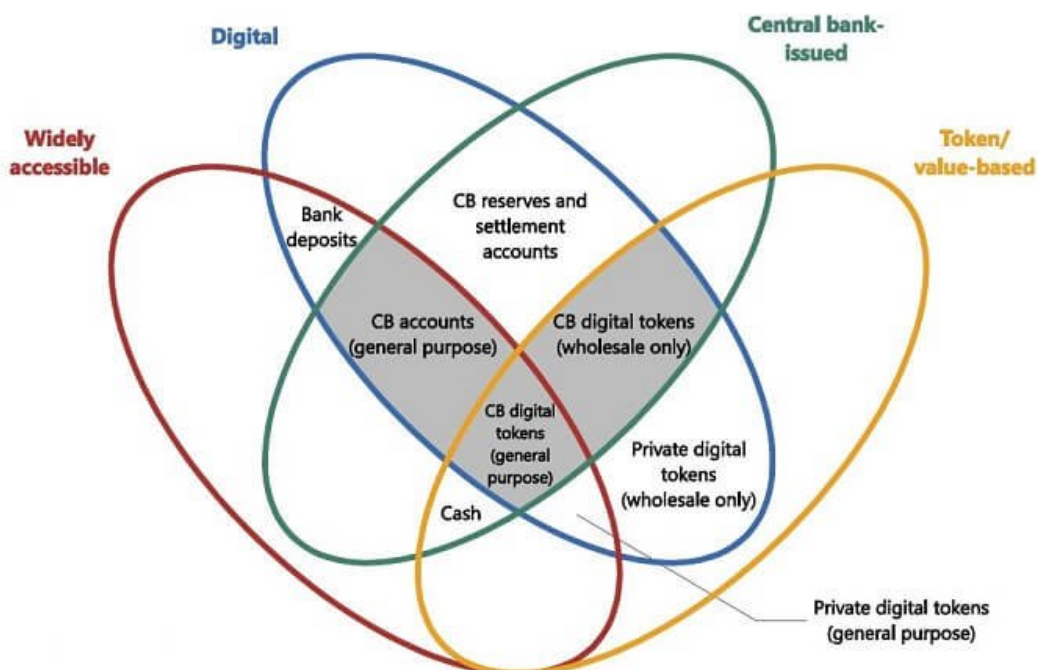 Digital
Central bank-
issued
Widely
accessible
Token/
value-based
Bank
deposits
CB reserves and
settlement
accounts
CB accounts
(general purpose)
CB digital tokens
(wholesale only)
CB digital
tokens
(general
purpose)
Private digital
tokens
(wholesale only)
Cash
Private digital tokens
(general purpose)